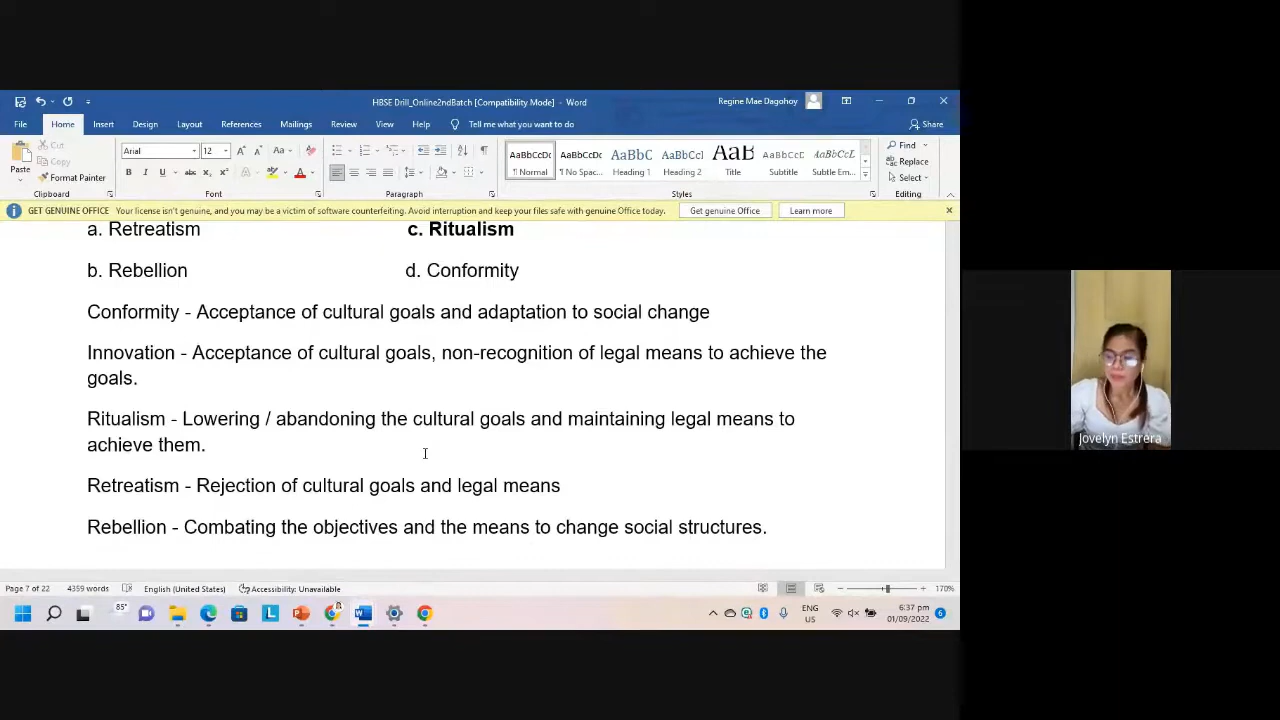 HBSE Drill_Online2ndBatch [Compatibility Mode] - Word
Regine Mae Dagohoy
File Home Insert Design Layout References Mailings Review View Help Tell me what you want to do Share
Paste
Cut
Copy
Format Painter
Clipboard
Arial 12
Font
Paragraph
AaBbCcDc AaBbCcDc AaBbC AaBbCcI AaB AaBbCcD AaBbCcL
¶ Normal ¶ No Spac... Heading 1 Heading 2 Title Subtitle Subtle Em...
Styles
Find
Replace
Select
Editing
GET GENUINE OFFICE Your license isn't genuine, and you may be a victim of software counterfeiting. Avoid interruption and keep your files safe with genuine Office today. Get genuine Office Learn more
a. Retreatism c. Ritualism
b. Rebellion d. Conformity
Conformity - Acceptance of cultural goals and adaptation to social change
Innovation - Acceptance of cultural goals, non-recognition of legal means to achieve the
goals.
Ritualism - Lowering / abandoning the cultural goals and maintaining legal means to
achieve them.
Retreatism - Rejection of cultural goals and legal means
Rebellion - Combating the objectives and the means to change social structures.
Jovelyn Estrera
Page 7 of 22 4359 words English (United States) Accessibility: Unavailable 170%
85°
ENG
US
6:37 pm
01/09/2022
6